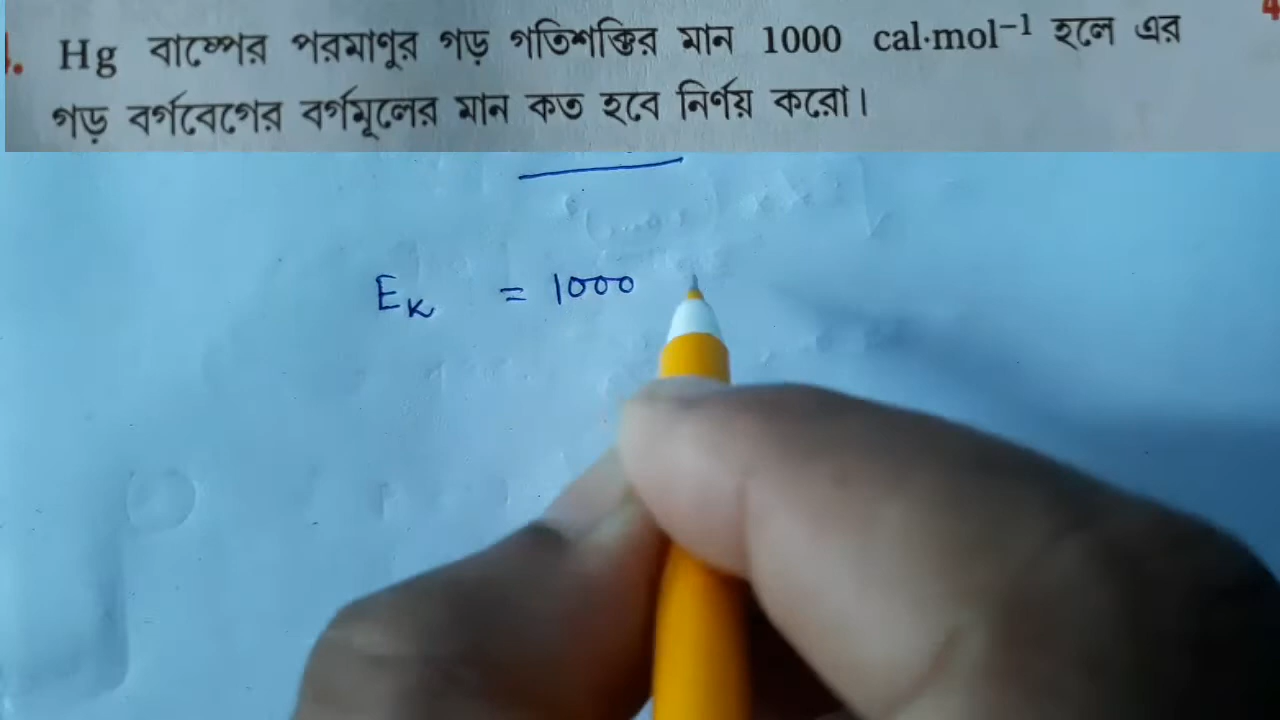 Hg বাষ্পের পরমাণুর গড় গতিশক্তির মান 1000 cal·mol⁻¹ হলে এর
গড় বর্গবেগের বর্গমূলের মান কত হবে নির্ণয় করো।
E_K = 1000